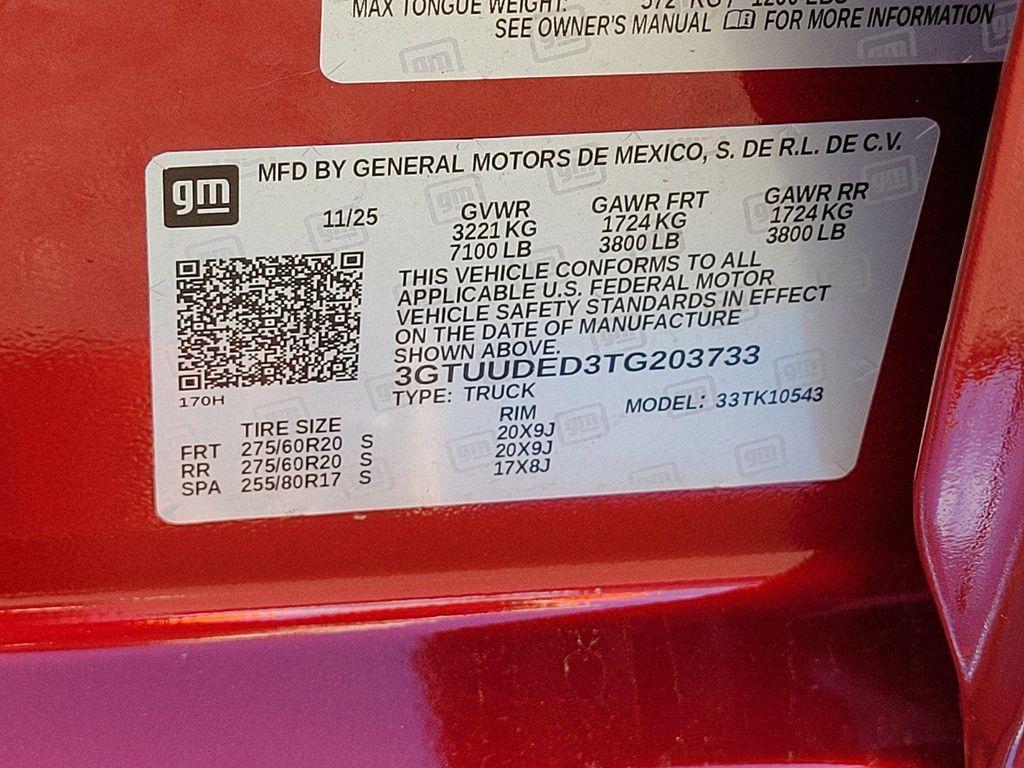 MAX TONGUE WEIGHT: 572 KG / 1260 LBS
SEE OWNER'S MANUAL FOR MORE INFORMATION
gm
MFD BY GENERAL MOTORS DE MEXICO, S. DE R.L. DE C.V.
11/25
GVWR GAWR FRT GAWR RR
3221 KG 1724 KG 1724 KG
7100 LB 3800 LB 3800 LB
THIS VEHICLE CONFORMS TO ALL
APPLICABLE U.S. FEDERAL MOTOR
VEHICLE SAFETY STANDARDS IN EFFECT
ON THE DATE OF MANUFACTURE
SHOWN ABOVE.
3GTUUDED3TG203733
170H
TYPE: TRUCK MODEL: 33TK10543
TIRE SIZE RIM
FRT 275/60R20 S 20X9J
RR 275/60R20 S 20X9J
SPA 255/80R17 S 17X8J